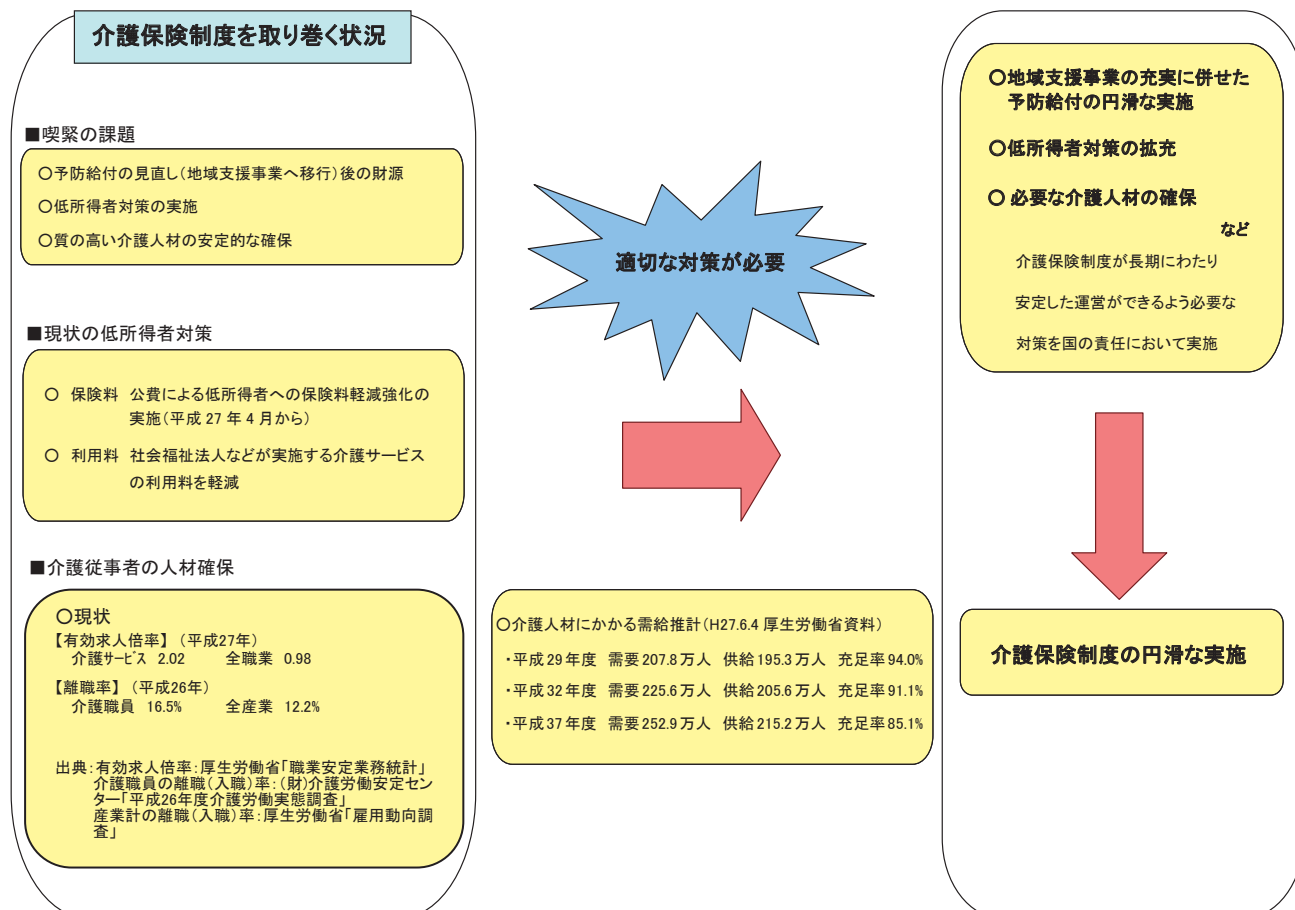 介護保険制度を取り巻く状況
■喫緊の課題
○予防給付の見直し(地域支援事業へ移行)後の財源
○低所得者対策の実施
○質の高い介護人材の安定的な確保
■現状の低所得者対策
○ 保険料 公費による低所得者への保険料軽減強化の
実施(平成 27 年 4 月から)
○ 利用料 社会福祉法人などが実施する介護サービス
の利用料を軽減
■介護従事者の人材確保
○現状
【有効求人倍率】 (平成27年)
介護サービス 2.02 全職業 0.98
【離職率】 (平成26年)
介護職員 16.5% 全産業 12.2%
出典:有効求人倍率:厚生労働省「職業安定業務統計」
介護職員の離職(入職)率:(財)介護労働安定セン
ター「平成26年度介護労働実態調査」
産業計の離職(入職)率:厚生労働省「雇用動向調
査」
適切な対策が必要
○介護人材にかかる需給推計(H27.6.4 厚生労働省資料)
・平成 29 年度 需要 207.8 万人 供給 195.3 万人 充足率 94.0%
・平成 32 年度 需要 225.6 万人 供給 205.6 万人 充足率 91.1%
・平成 37 年度 需要 252.9 万人 供給 215.2 万人 充足率 85.1%
○地域支援事業の充実に併せた
予防給付の円滑な実施
○低所得者対策の拡充
○ 必要な介護人材の確保
など
介護保険制度が長期にわたり
安定した運営ができるよう必要な
対策を国の責任において実施
介護保険制度の円滑な実施